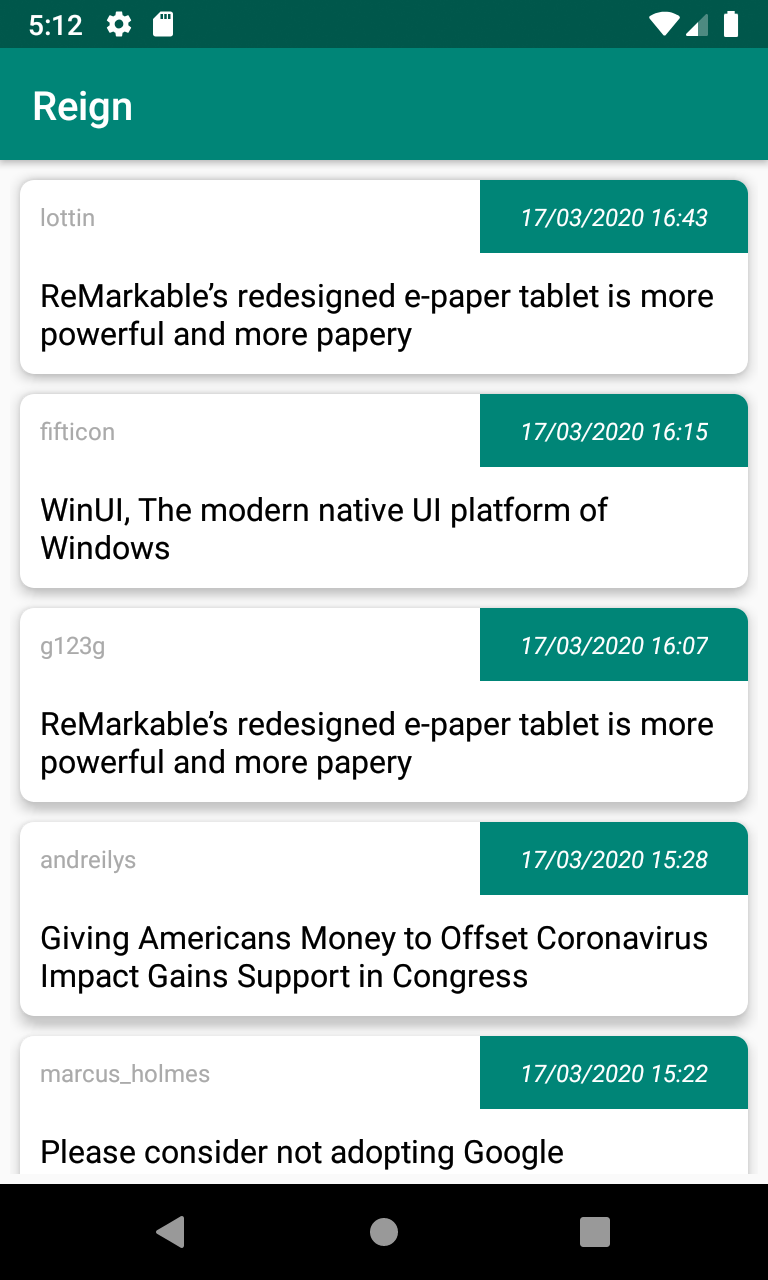 5:12
Reign
lottin
17/03/2020 16:43
ReMarkable’s redesigned e-paper tablet is more
powerful and more papery
fifticon
17/03/2020 16:15
WinUI, The modern native UI platform of
Windows
g123g
17/03/2020 16:07
ReMarkable’s redesigned e-paper tablet is more
powerful and more papery
andreilys
17/03/2020 15:28
Giving Americans Money to Offset Coronavirus
Impact Gains Support in Congress
marcus_holmes
17/03/2020 15:22
Please consider not adopting Google